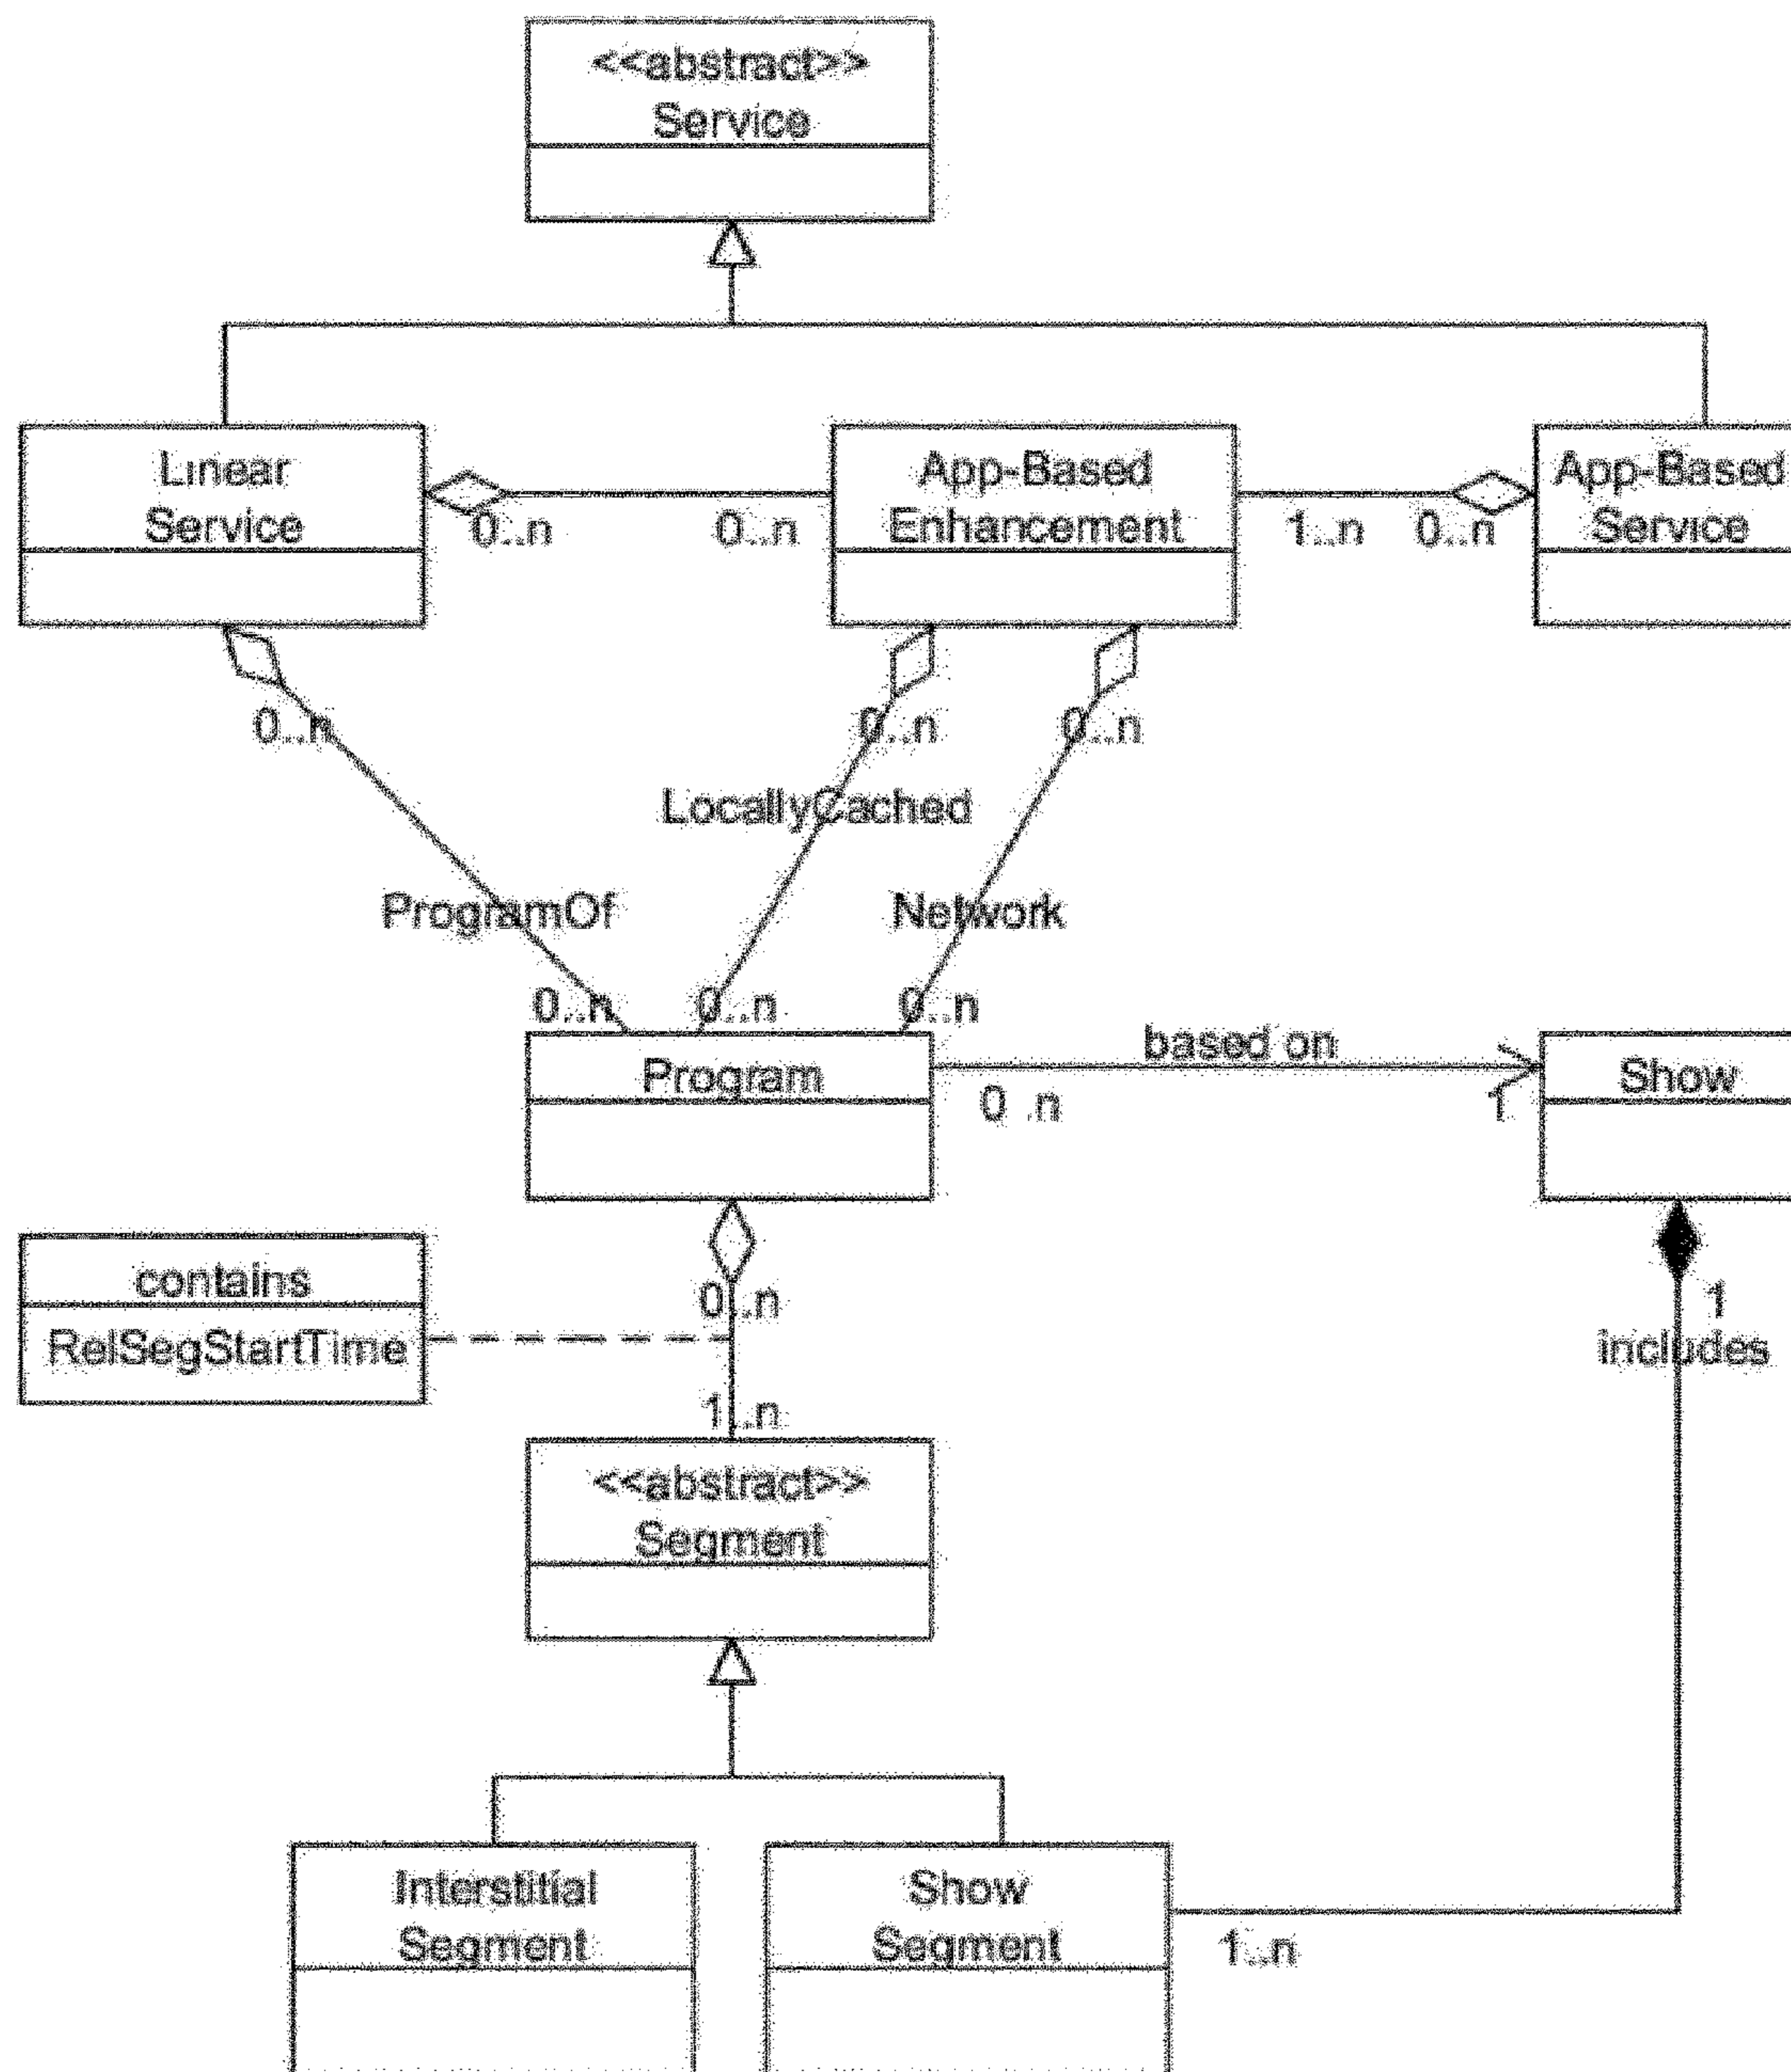 <<abstract>>
Service
Linear
Service
App-Based
Enhancement
App-Based
Service
0..n
0..n
1..n
0..n
0..n
0..n
0..n
LocallyCached
ProgramOf
Network
0..n
0..n
0..n
Program
based on
0 .n
1
Show
contains
RelSegStartTime
0..n
1..n
1
includes
<<abstract>>
Segment
Interstitial
Segment
Show
Segment
1..n